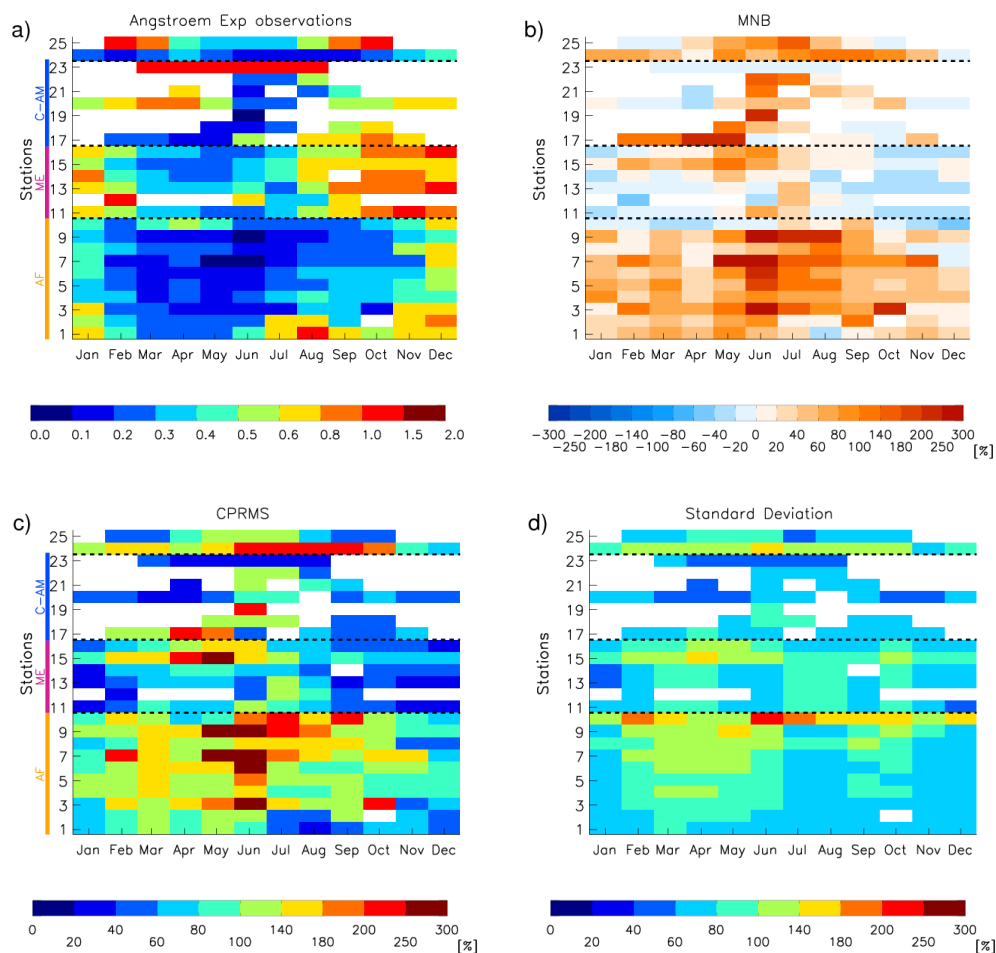 a) Angstroem Exp observations
25
23
21
19
17
15
13
11
9
7
5
3
1
Stations
C-AM
ME
AF
Jan Feb Mar Apr May Jun Jul Aug Sep Oct Nov Dec
0.0 0.1 0.2 0.3 0.4 0.5 0.6 0.8 1.0 1.5 2.0
b) MNB
25
23
21
19
17
15
13
11
9
7
5
3
1
Stations
Jan Feb Mar Apr May Jun Jul Aug Sep Oct Nov Dec
-300 -180 -100 -60 -20 0 40 80 140 200 300
-250 -140 -80 -40 20 60 100 180 250 [%]
c) CPRMS
25
23
21
19
17
15
13
11
9
7
5
3
1
Stations
C-AM
ME
AF
Jan Feb Mar Apr May Jun Jul Aug Sep Oct Nov Dec
0 40 80 140 200 300
20 60 100 180 250 [%]
d) Standard Deviation
25
23
21
19
17
15
13
11
9
7
5
3
1
Stations
Jan Feb Mar Apr May Jun Jul Aug Sep Oct Nov Dec
0 40 80 140 200 300
20 60 100 180 250 [%]